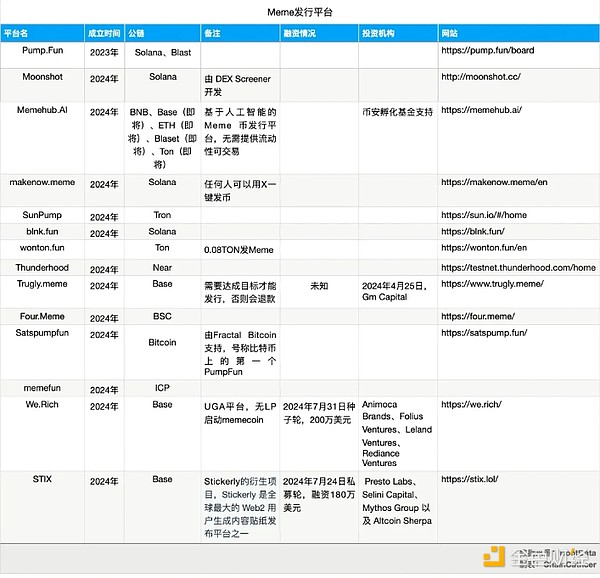 Meme发行平台
平台名 成立时间 公链 备注 融资情况 投资机构 网站
Pump.Fun 2023年 Solana、Blast https://pump.fun/board
Moonshot 2024年 Solana 由 DEX Screener http://moonshot.cc/
开发
Memehub.AI 2024年 BNB、Base（即 基于人工智能的 币安孵化基金支持 https://memehub.ai/
将）、ETH（即 Meme 币发行平
将）、Blaset（即 台，无需提供流动
将）、Ton（即 性可交易
将）
makenow.meme 2024年 Solana 任何人可以用X一 https://makenow.meme/en
键发币
SunPump 2024年 Tron https://sun.io/#/home
blnk.fun 2024年 Solana https://blnk.fun/
wonton.fun 2024年 Ton 0.08TON发Meme https://wonton.fun/en
Thunderhood 2024年 Near https://testnet.thunderhood.com/home
Trugly.meme 2024年 Base 需要达成目标才能 未知 2024年4月25日， https://www.trugly.meme/
发行，否则会退款 Gm Capital
Four.Meme 2024年 BSC https://four.meme/
Satspumpfun 2024年 Bitcoin 由Fractal Bitcoin https://satspump.fun/
支持，号称比特币
上的第一个
PumpFun
memefun 2024年 ICP
We.Rich 2024年 Base UGA平台，无LP 2024年7月31日种 Animoca https://we.rich/
启动memecoin 子轮，200万美元 Brands、Folius
Ventures、Leland
Ventures、
Rediance
Ventures
STIX 2024年 Base Stickerly的衍生项 2024年7月24日私 Presto Labs、 https://stix.lol/
目，Stickerly 是全 募轮，融资180万 Selini Capital、
球最大的 Web2 用 美元 Mythos Group 以
户生成内容贴纸发 及 Altcoin Sherpa
布平台之一
金色财经